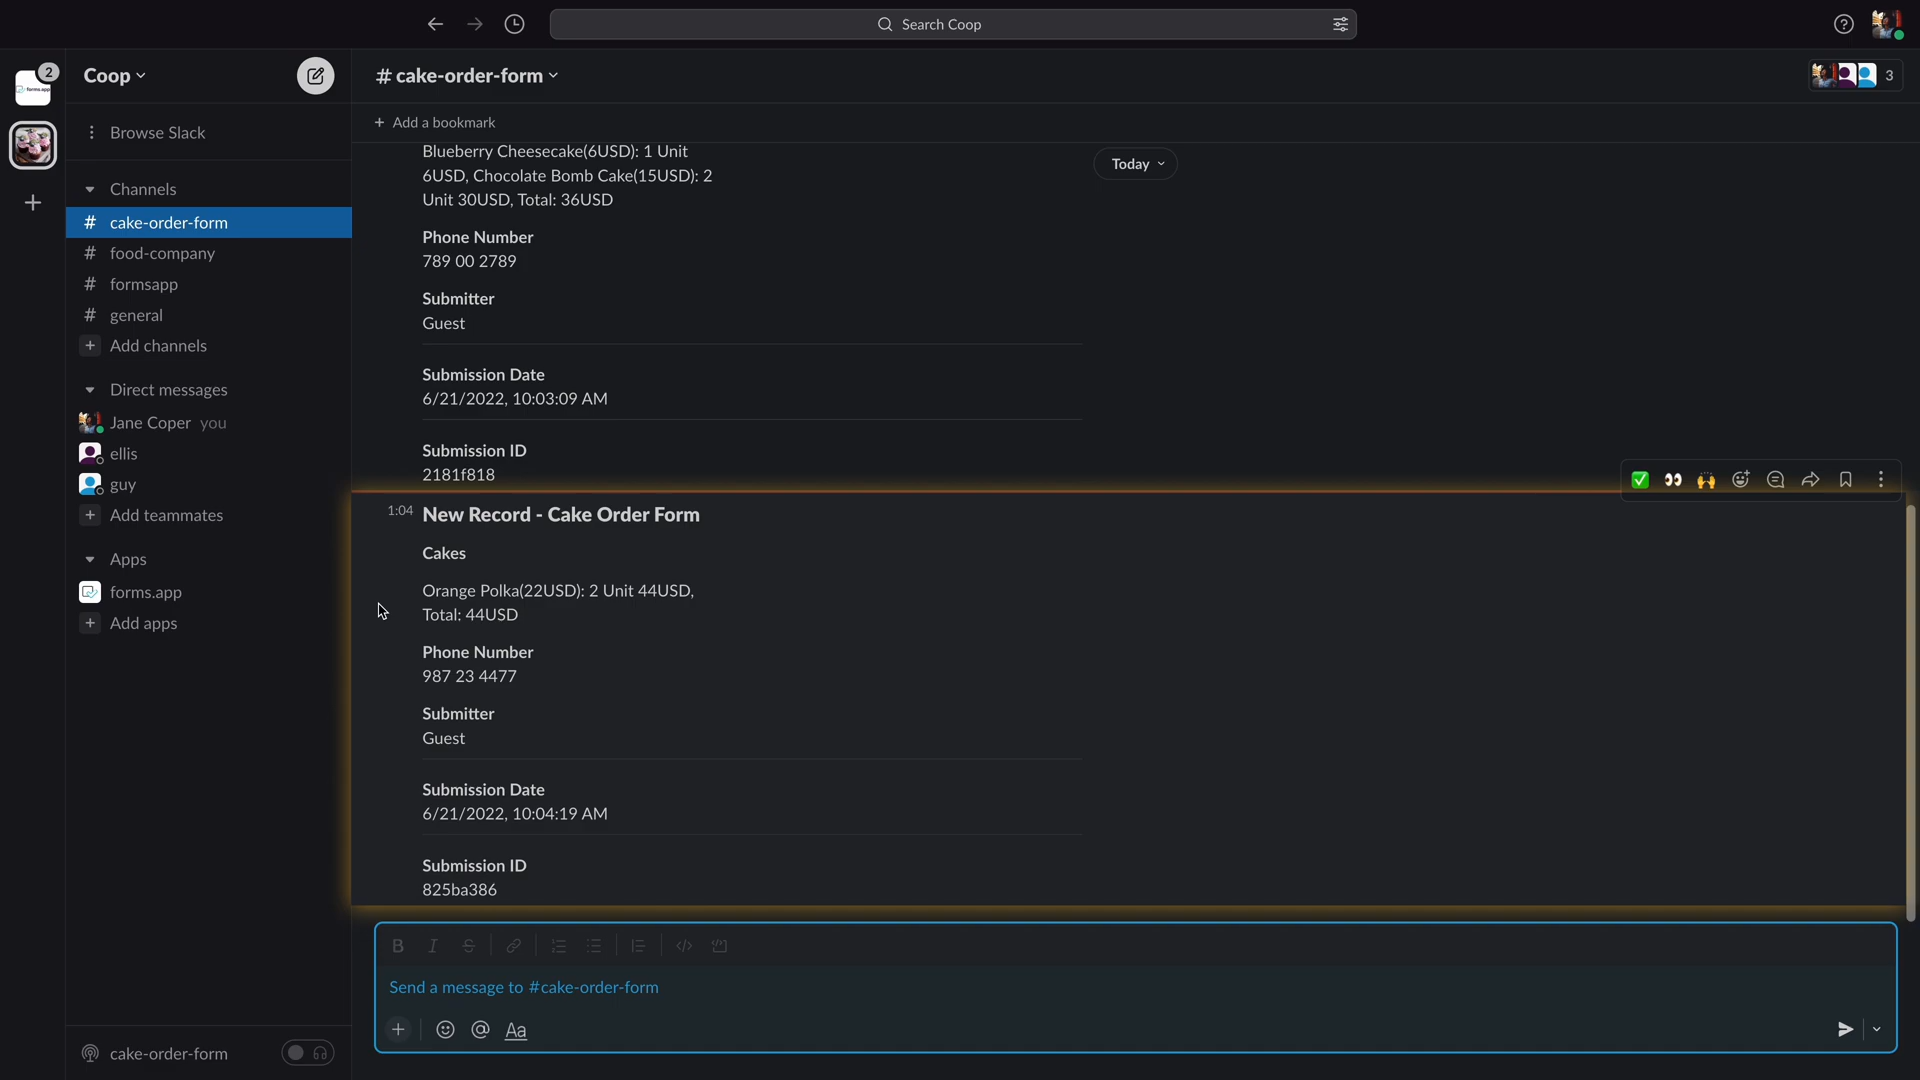 Search Coop
2
forms.app
Coop
# cake-order-form
3
Browse Slack
+ Add a bookmark
Channels
# cake-order-form
# food-company
# formsapp
# general
+ Add channels
Direct messages
Jane Coper you
ellis
guy
+ Add teammates
Apps
forms.app
+ Add apps
cake-order-form
Today
Blueberry Cheesecake(6USD): 1 Unit
6USD, Chocolate Bomb Cake(15USD): 2
Unit 30USD, Total: 36USD
Phone Number
789 00 2789
Submitter
Guest
Submission Date
6/21/2022, 10:03:09 AM
Submission ID
2181f818
1:04 New Record - Cake Order Form
Cakes
Orange Polka(22USD): 2 Unit 44USD,
Total: 44USD
Phone Number
987 23 4477
Submitter
Guest
Submission Date
6/21/2022, 10:04:19 AM
Submission ID
825ba386
B I S
Send a message to #cake-order-form
+ @ Aa